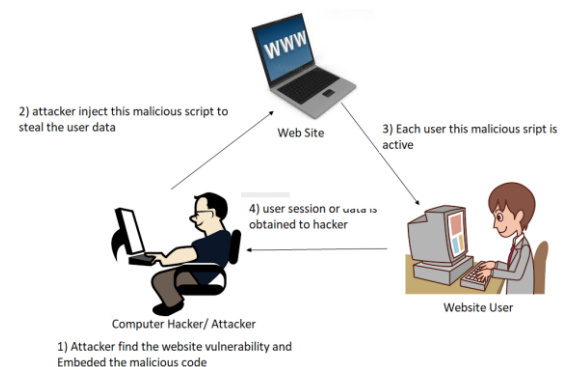 WWW
2) attacker inject this malicious script to
steal the user data
Web Site
3) Each user this malicious sript is
active
4) user session or data is
obtained to hacker
Computer Hacker/ Attacker
Website User
1) Attacker find the website vulnerability and
Embeded the malicious code